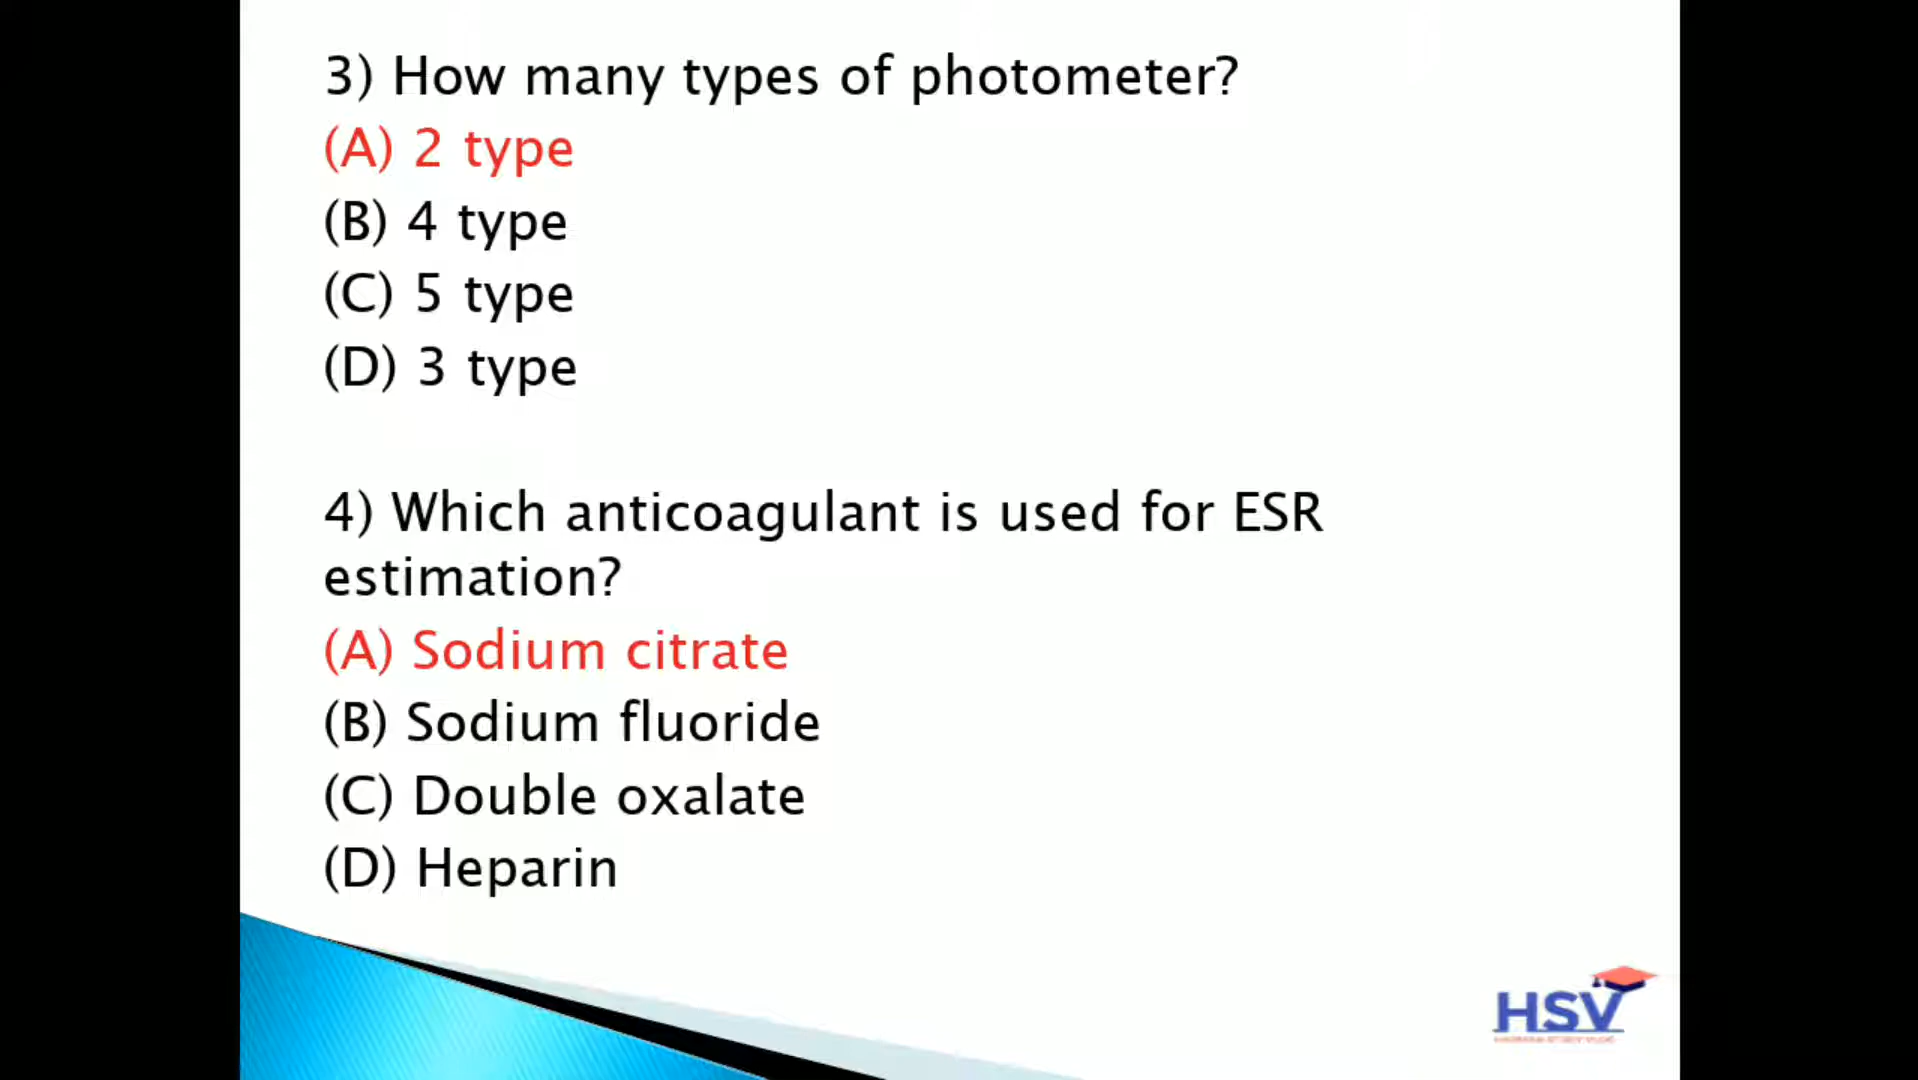 3) How many types of photometer?
(A) 2 type
(B) 4 type
(C) 5 type
(D) 3 type
4) Which anticoagulant is used for ESR
estimation?
(A) Sodium citrate
(B) Sodium fluoride
(C) Double oxalate
(D) Heparin
HSV